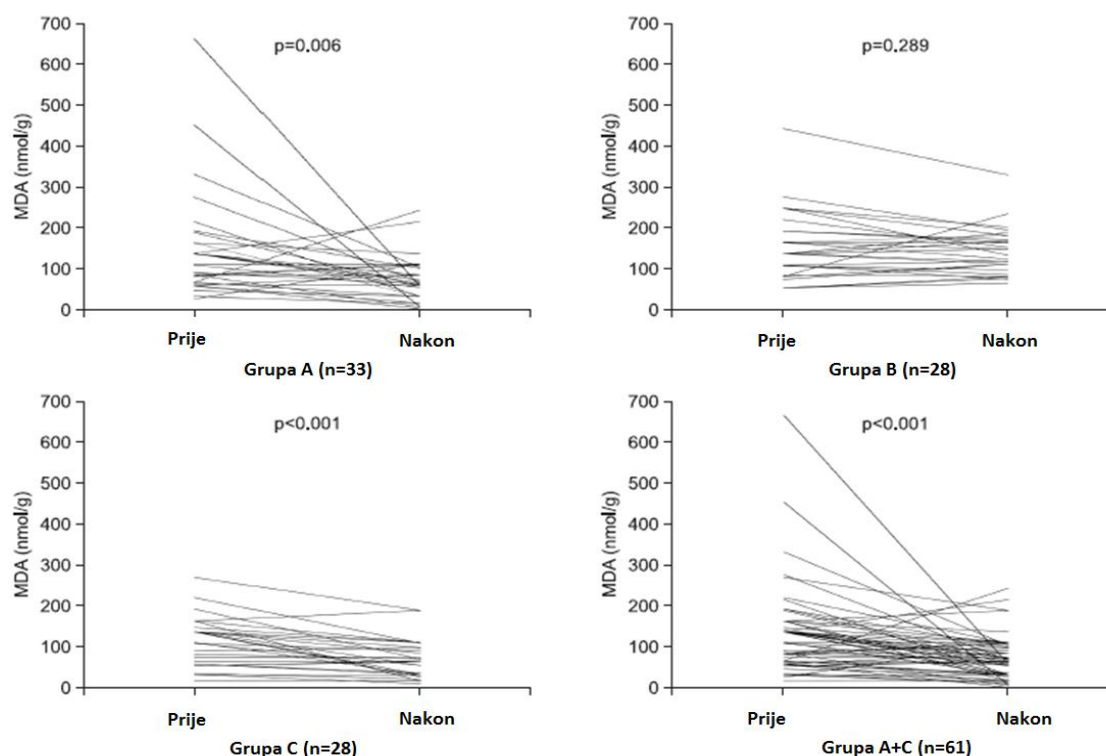 700
600
500
400
300
200
100
0
MDA (nmol/g)
p=0.006
Prije Nakon
Grupa A (n=33)
700
600
500
400
300
200
100
0
MDA (nmol/g)
p=0.289
Prije Nakon
Grupa B (n=28)
700
600
500
400
300
200
100
0
MDA (nmol/g)
p<0.001
Prije Nakon
Grupa C (n=28)
700
600
500
400
300
200
100
0
MDA (nmol/g)
p<0.001
Prije Nakon
Grupa A+C (n=61)